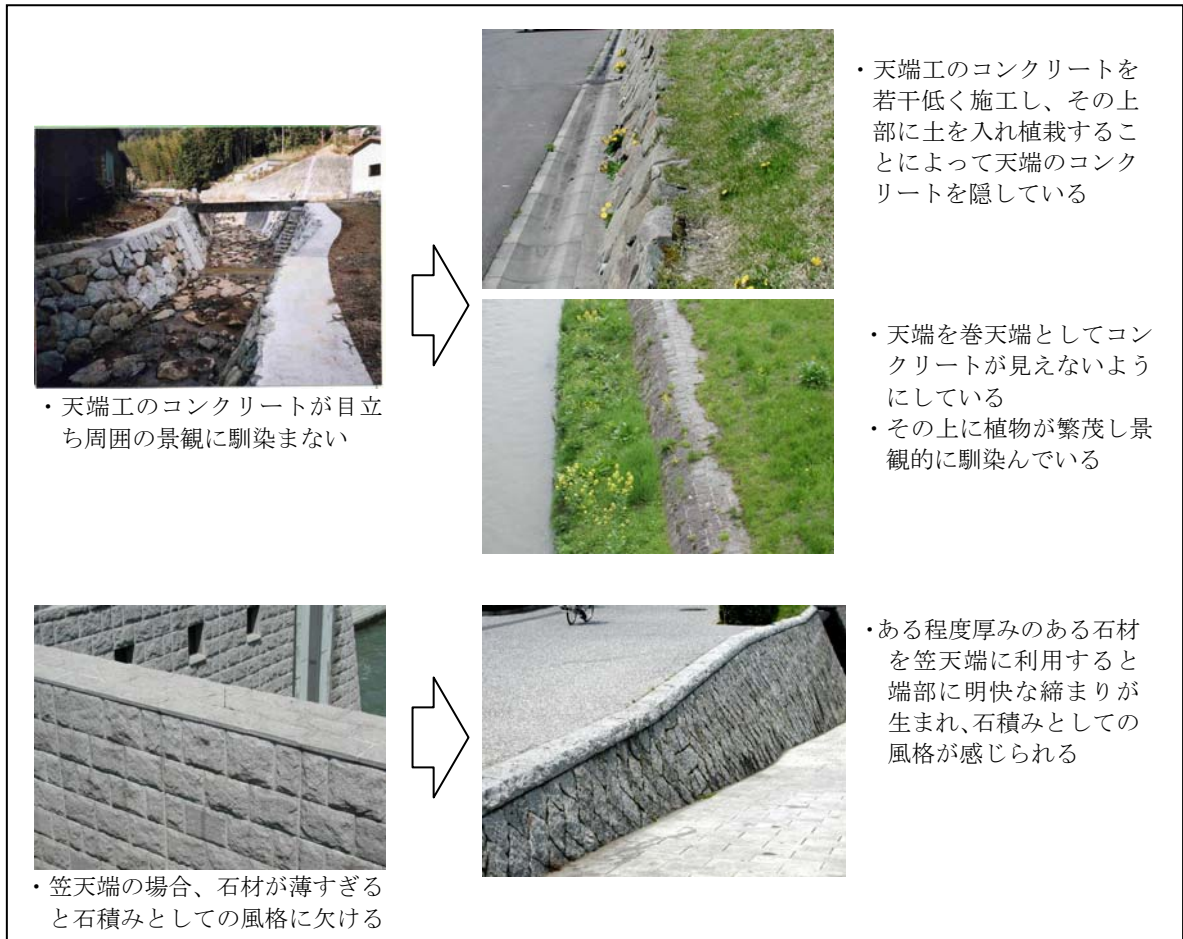 ・天端工のコンクリートが目立
ち周囲の景観に馴染まない
・天端工のコンクリートを
若干低く施工し、その上
部に土を入れ植栽するこ
とによって天端のコンク
リートを隠している
・天端を巻天端としてコン
クリートが見えないよう
にしている
・その上に植物が繁茂し景
観的に馴染んでいる
・笠天端の場合、石材が薄すぎる
と石積みとしての風格に欠ける
・ある程度厚みのある石材
を笠天端に利用すると
端部に明快な締まりが
生まれ、石積みとしての
風格が感じられる